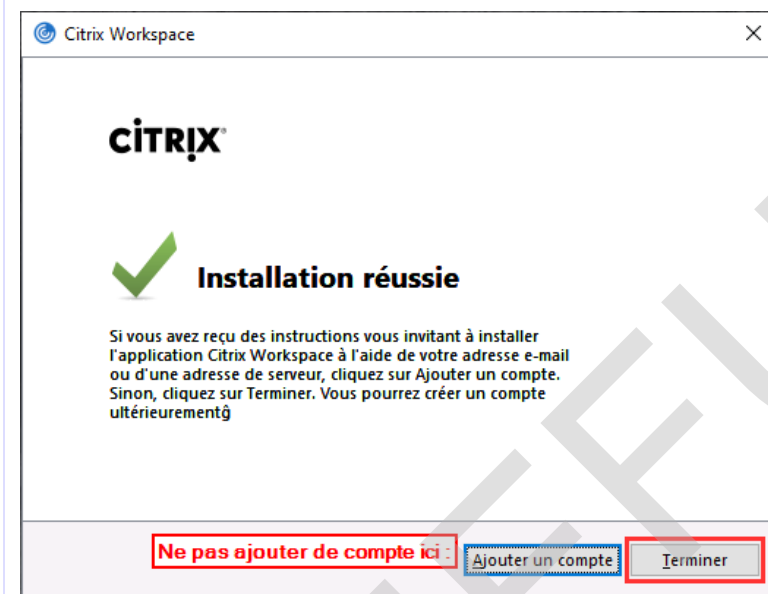 Citrix Workspace
CİTRIX
Installation réussie
Si vous avez reçu des instructions vous invitant à installer
l'application Citrix Workspace à l'aide de votre adresse e-mail
ou d'une adresse de serveur, cliquez sur Ajouter un compte.
Sinon, cliquez sur Terminer. Vous pourrez créer un compte
ultérieurementĝ
Ne pas ajouter de compte ici :
Ajouter un compte
Terminer